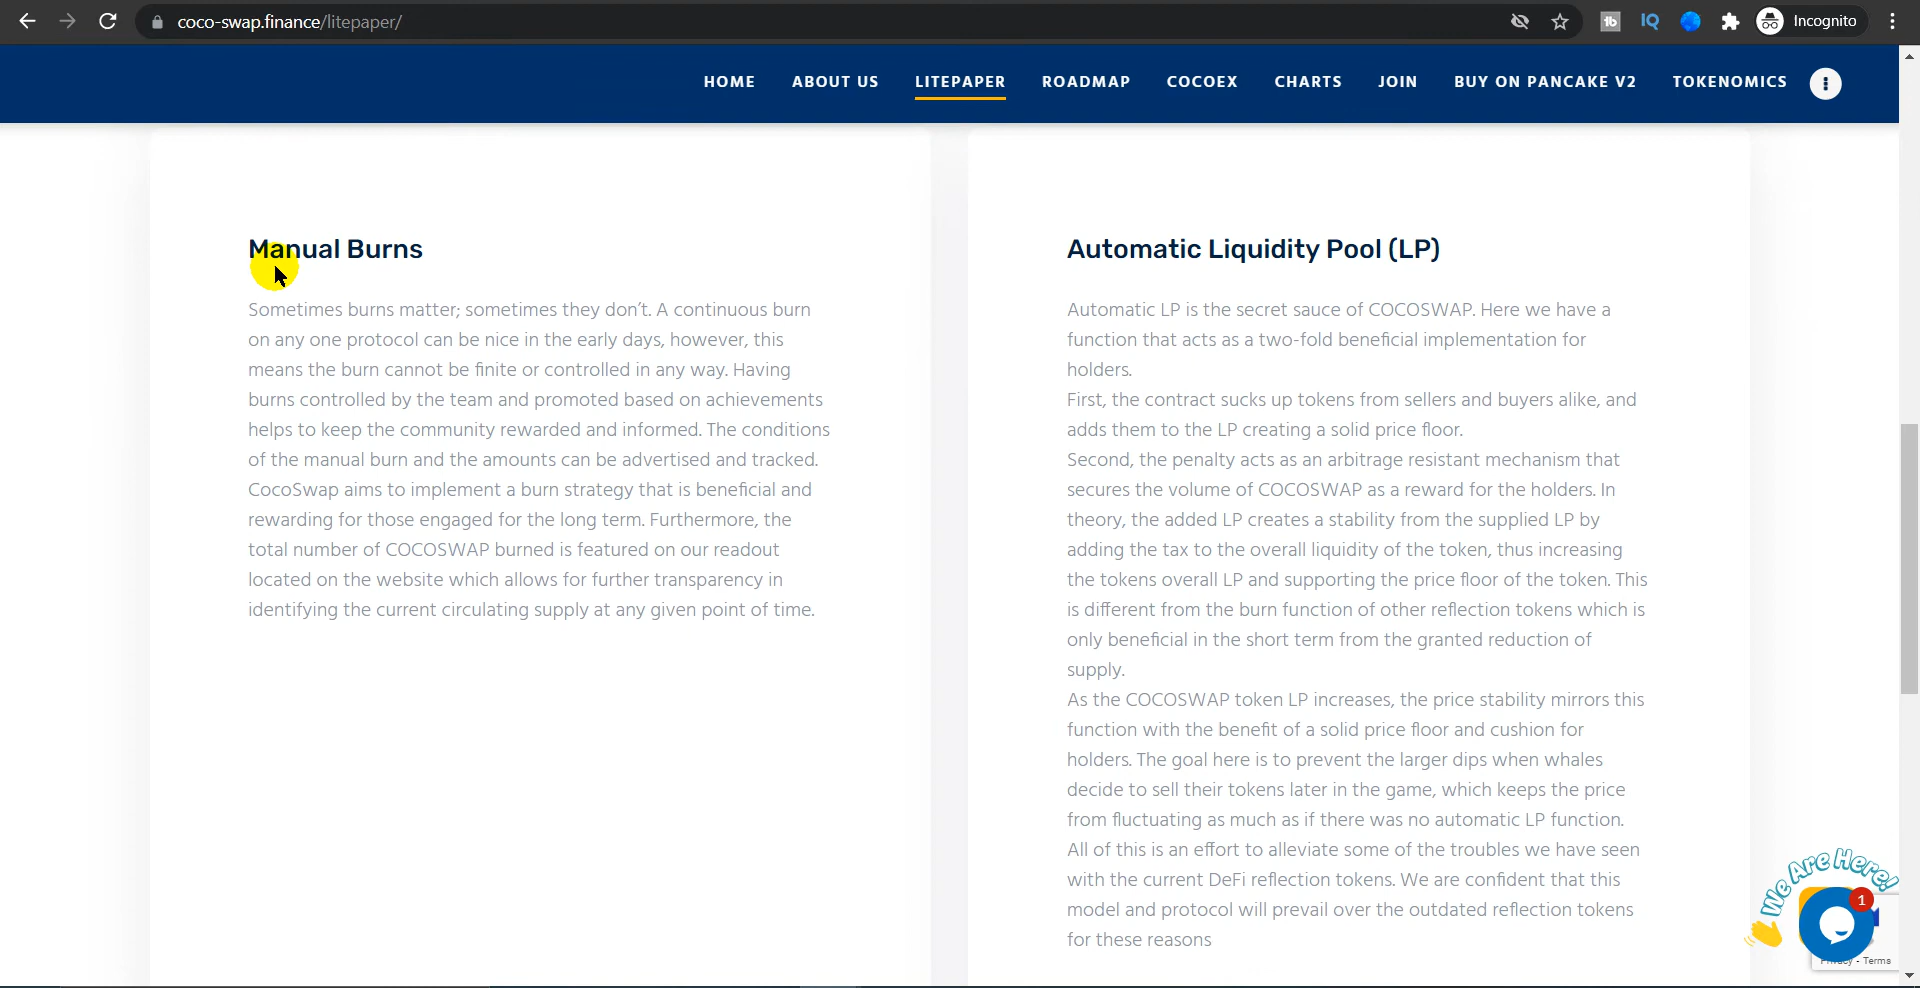 coco-swap.finance/litepaper/
Incognito
HOME ABOUT US LITEPAPER ROADMAP COCOEX CHARTS JOIN BUY ON PANCAKE V2 TOKENOMICS
Manual Burns
Sometimes burns matter; sometimes they don’t. A continuous burn
on any one protocol can be nice in the early days, however, this
means the burn cannot be finite or controlled in any way. Having
burns controlled by the team and promoted based on achievements
helps to keep the community rewarded and informed. The conditions
of the manual burn and the amounts can be advertised and tracked.
CocoSwap aims to implement a burn strategy that is beneficial and
rewarding for those engaged for the long term. Furthermore, the
total number of COCOSWAP burned is featured on our readout
located on the website which allows for further transparency in
identifying the current circulating supply at any given point of time.
Automatic Liquidity Pool (LP)
Automatic LP is the secret sauce of COCOSWAP. Here we have a
function that acts as a two-fold beneficial implementation for
holders.
First, the contract sucks up tokens from sellers and buyers alike, and
adds them to the LP creating a solid price floor.
Second, the penalty acts as an arbitrage resistant mechanism that
secures the volume of COCOSWAP as a reward for the holders. In
theory, the added LP creates a stability from the supplied LP by
adding the tax to the overall liquidity of the token, thus increasing
the tokens overall LP and supporting the price floor of the token. This
is different from the burn function of other reflection tokens which is
only beneficial in the short term from the granted reduction of
supply.
As the COCOSWAP token LP increases, the price stability mirrors this
function with the benefit of a solid price floor and cushion for
holders. The goal here is to prevent the larger dips when whales
decide to sell their tokens later in the game, which keeps the price
from fluctuating as much as if there was no automatic LP function.
All of this is an effort to alleviate some of the troubles we have seen
with the current DeFi reflection tokens. We are confident that this
model and protocol will prevail over the outdated reflection tokens
for these reasons
We Are Here!
1
Privacy - Terms